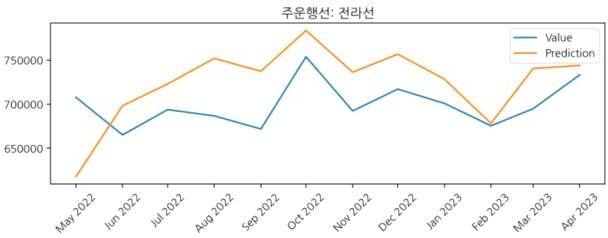 주운행선: 전라선
Value
Prediction
750000
700000
650000
May 2022
Jun 2022
Jul 2022
Aug 2022
Sep 2022
Oct 2022
Nov 2022
Dec 2022
Jan 2023
Feb 2023
Mar 2023
Apr 2023